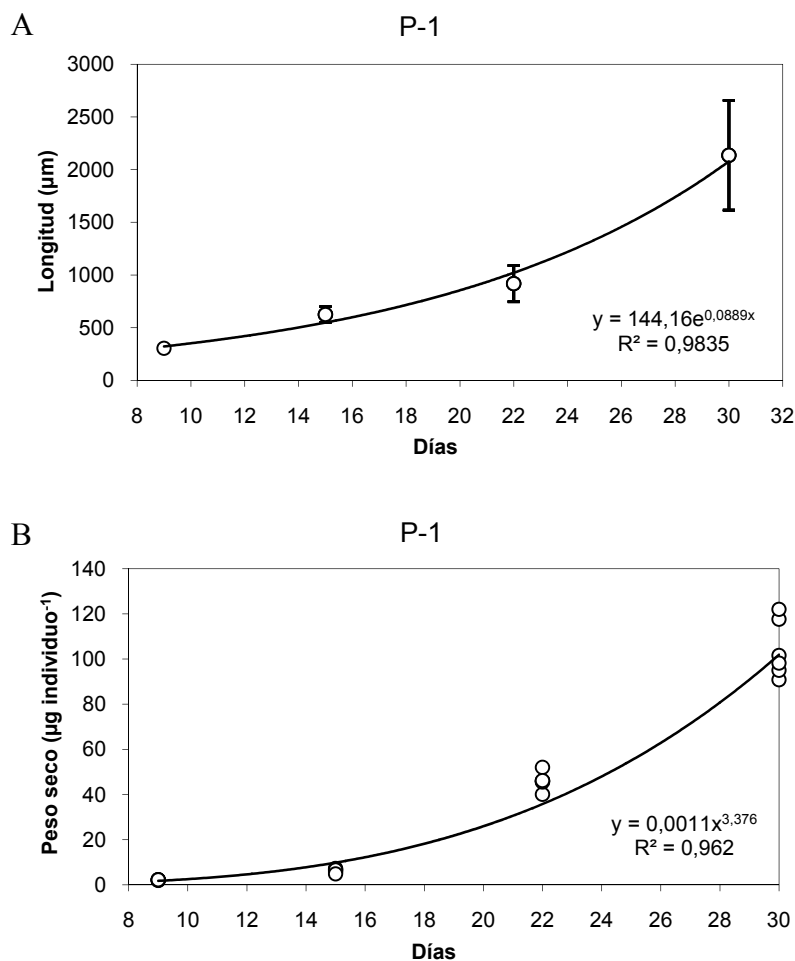 A
P-1
3000
2500
2000
1500
1000
500
0
Longitud (µm)
y = 144,16e^0,0889x
R² = 0,9835
8 10 12 14 16 18 20 22 24 26 28 30 32
Días
B
P-1
140
120
100
80
60
40
20
0
Peso seco (µg individuo⁻¹)
y = 0,0011x^3,376
R² = 0,962
8 10 12 14 16 18 20 22 24 26 28 30
Días